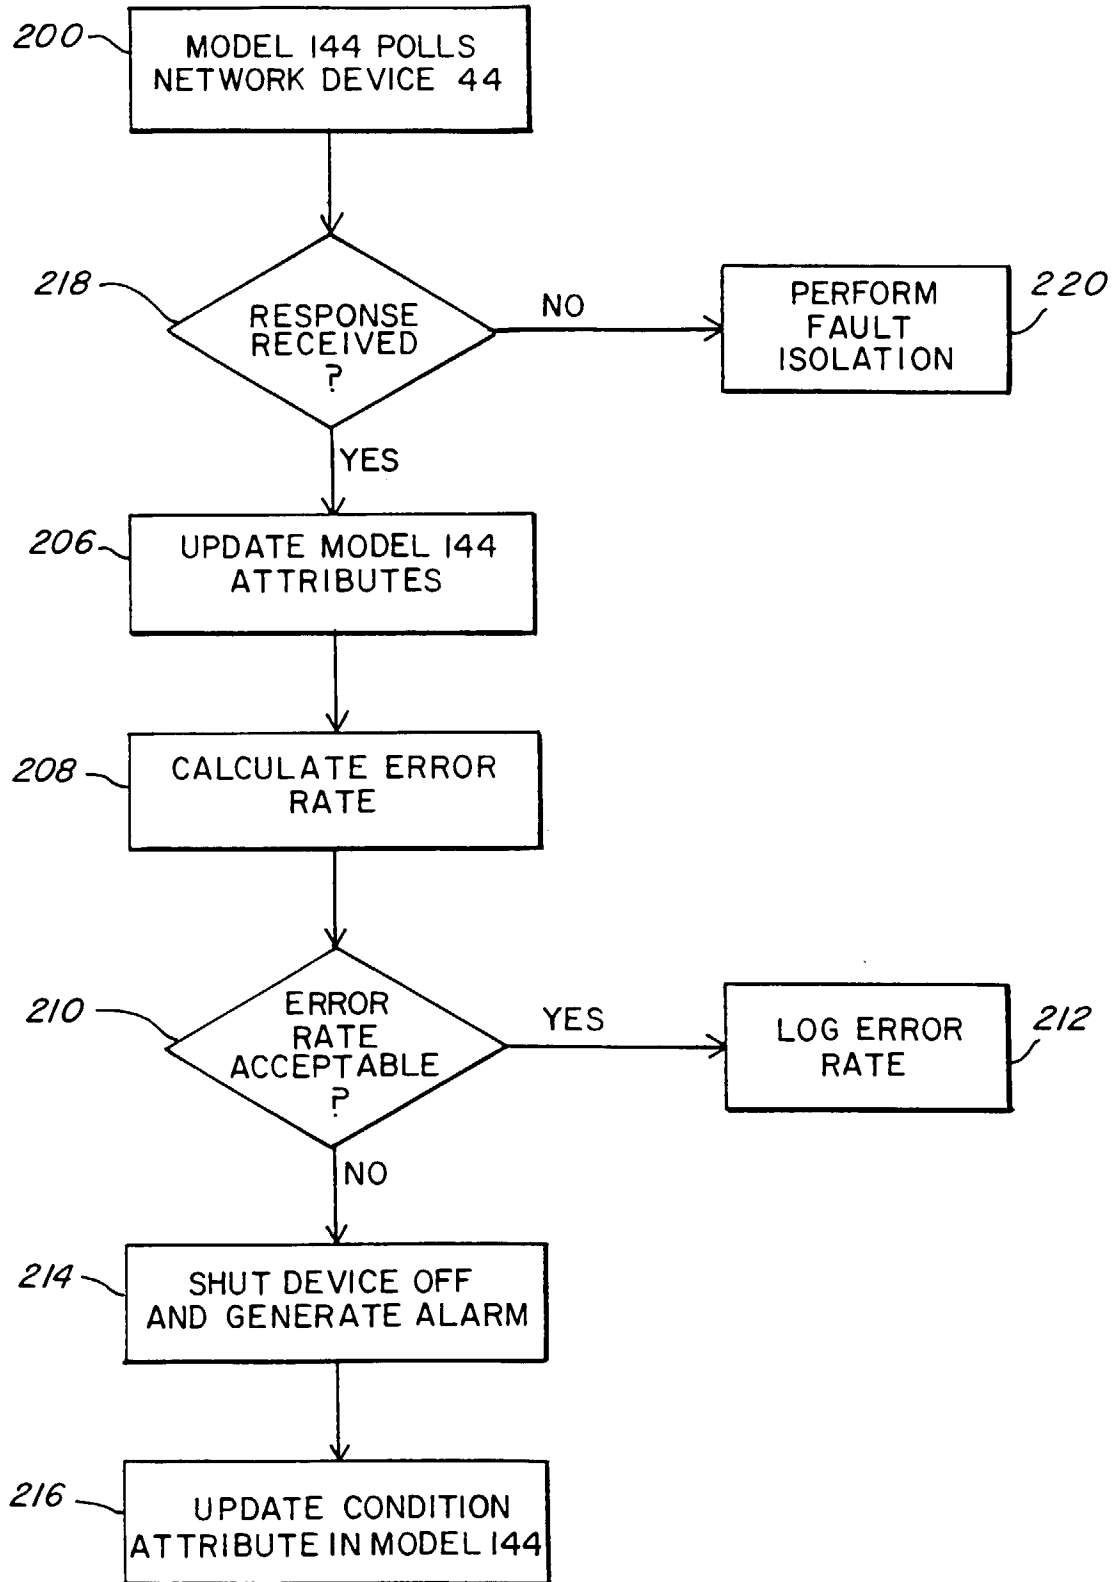 200
MODEL 144 POLLS
NETWORK DEVICE 44
218
RESPONSE
RECEIVED
?
NO
220
PERFORM
FAULT
ISOLATION
YES
206
UPDATE MODEL 144
ATTRIBUTES
208
CALCULATE ERROR
RATE
210
ERROR
RATE
ACCEPTABLE
?
YES
LOG ERROR
RATE
212
NO
214
SHUT DEVICE OFF
AND GENERATE ALARM
216
UPDATE CONDITION
ATTRIBUTE IN MODEL 144